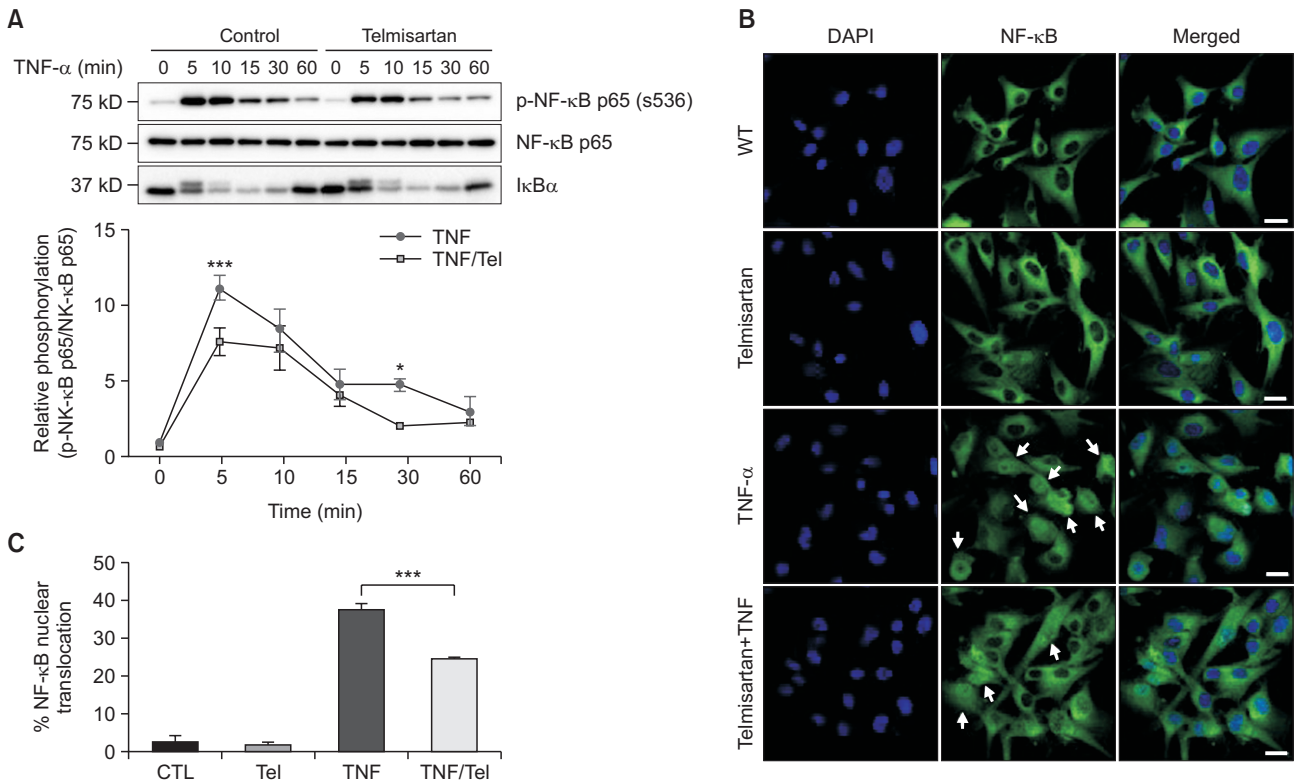 A
Control Telmisartan
TNF-α (min) 0 5 10 15 30 60 0 5 10 15 30 60
75 kD p-NF-κB p65 (s536)
75 kD NF-κB p65
37 kD IκBα
Relative phosphorylation
(p-NK-κB p65/NK-κB p65)
15
10
5
0
TNF
TNF/Tel
***
*
0 5 10 15 30 60
Time (min)
C
% NF-κB nuclear
translocation
50
40
30
20
10
0
***
CTL Tel TNF TNF/Tel
B
DAPI NF-κB Merged
WT
Telmisartan
TNF-α
Telmisartan+TNF